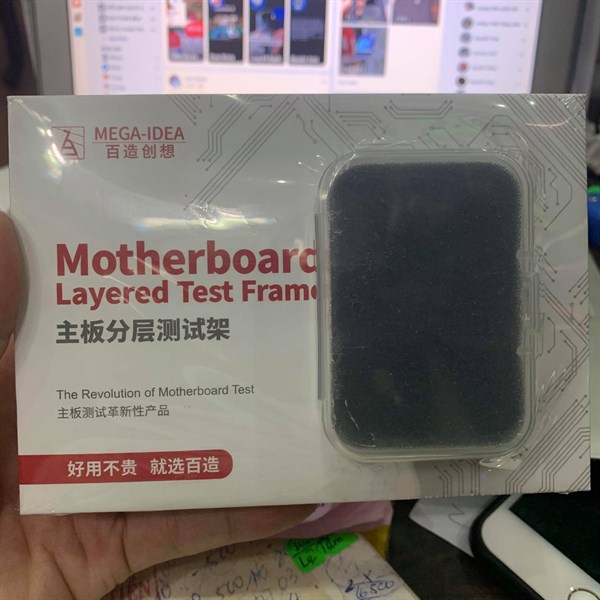 MEGA-IDEA
百造创想
Motherboard
Layered Test Frame
主板分层测试架
The Revolution of Motherboard Test
主板测试革新性产品
好用不贵 就选百造